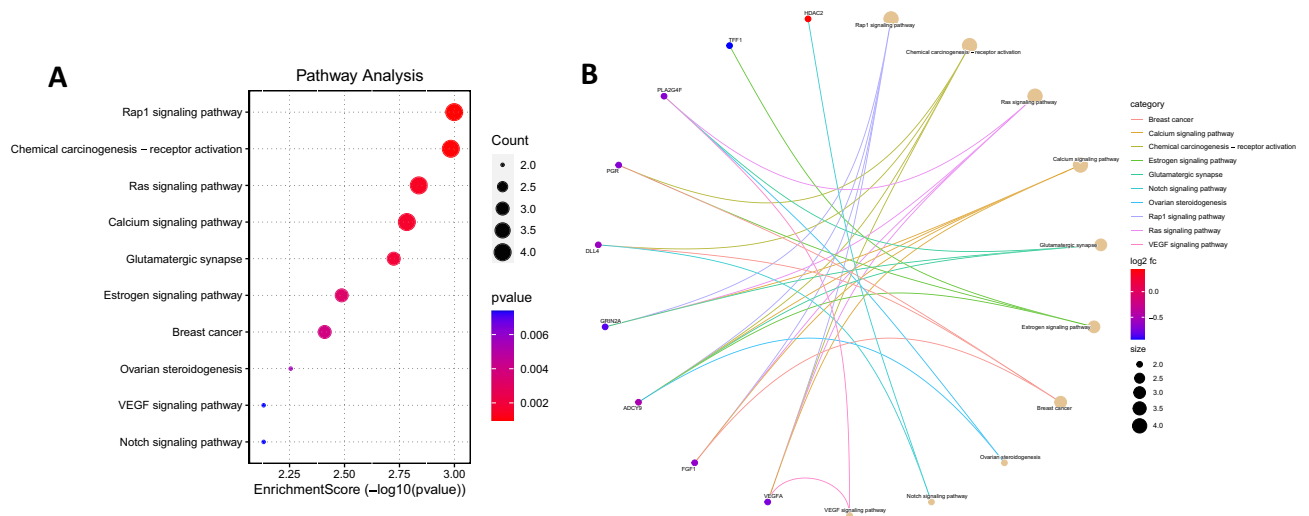 A
Pathway Analysis
Rap1 signaling pathway
Chemical carcinogenesis − receptor activation
Ras signaling pathway
Calcium signaling pathway
Glutamatergic synapse
Estrogen signaling pathway
Breast cancer
Ovarian steroidogenesis
VEGF signaling pathway
Notch signaling pathway
2.25 2.50 2.75 3.00
EnrichmentScore (−log10(pvalue))
Count
2.0
2.5
3.0
3.5
4.0
pvalue
0.006
0.004
0.002
B
HDAC2
Rap1 signaling pathway
TFF1
Chemical carcinogenesis − receptor activation
PLA2G4F
Ras signaling pathway
PGR
Calcium signaling pathway
DLL4
Glutamatergic synapse
GRIN2A
Estrogen signaling pathway
ADCY9
Breast cancer
FGF1
Ovarian steroidogenesis
VEGFA
Notch signaling pathway
VEGF signaling pathway
category
Breast cancer
Calcium signaling pathway
Chemical carcinogenesis − receptor activation
Estrogen signaling pathway
Glutamatergic synapse
Notch signaling pathway
Ovarian steroidogenesis
Rap1 signaling pathway
Ras signaling pathway
VEGF signaling pathway
log2 fc
0.0
−0.5
size
2.0
2.5
3.0
3.5
4.0